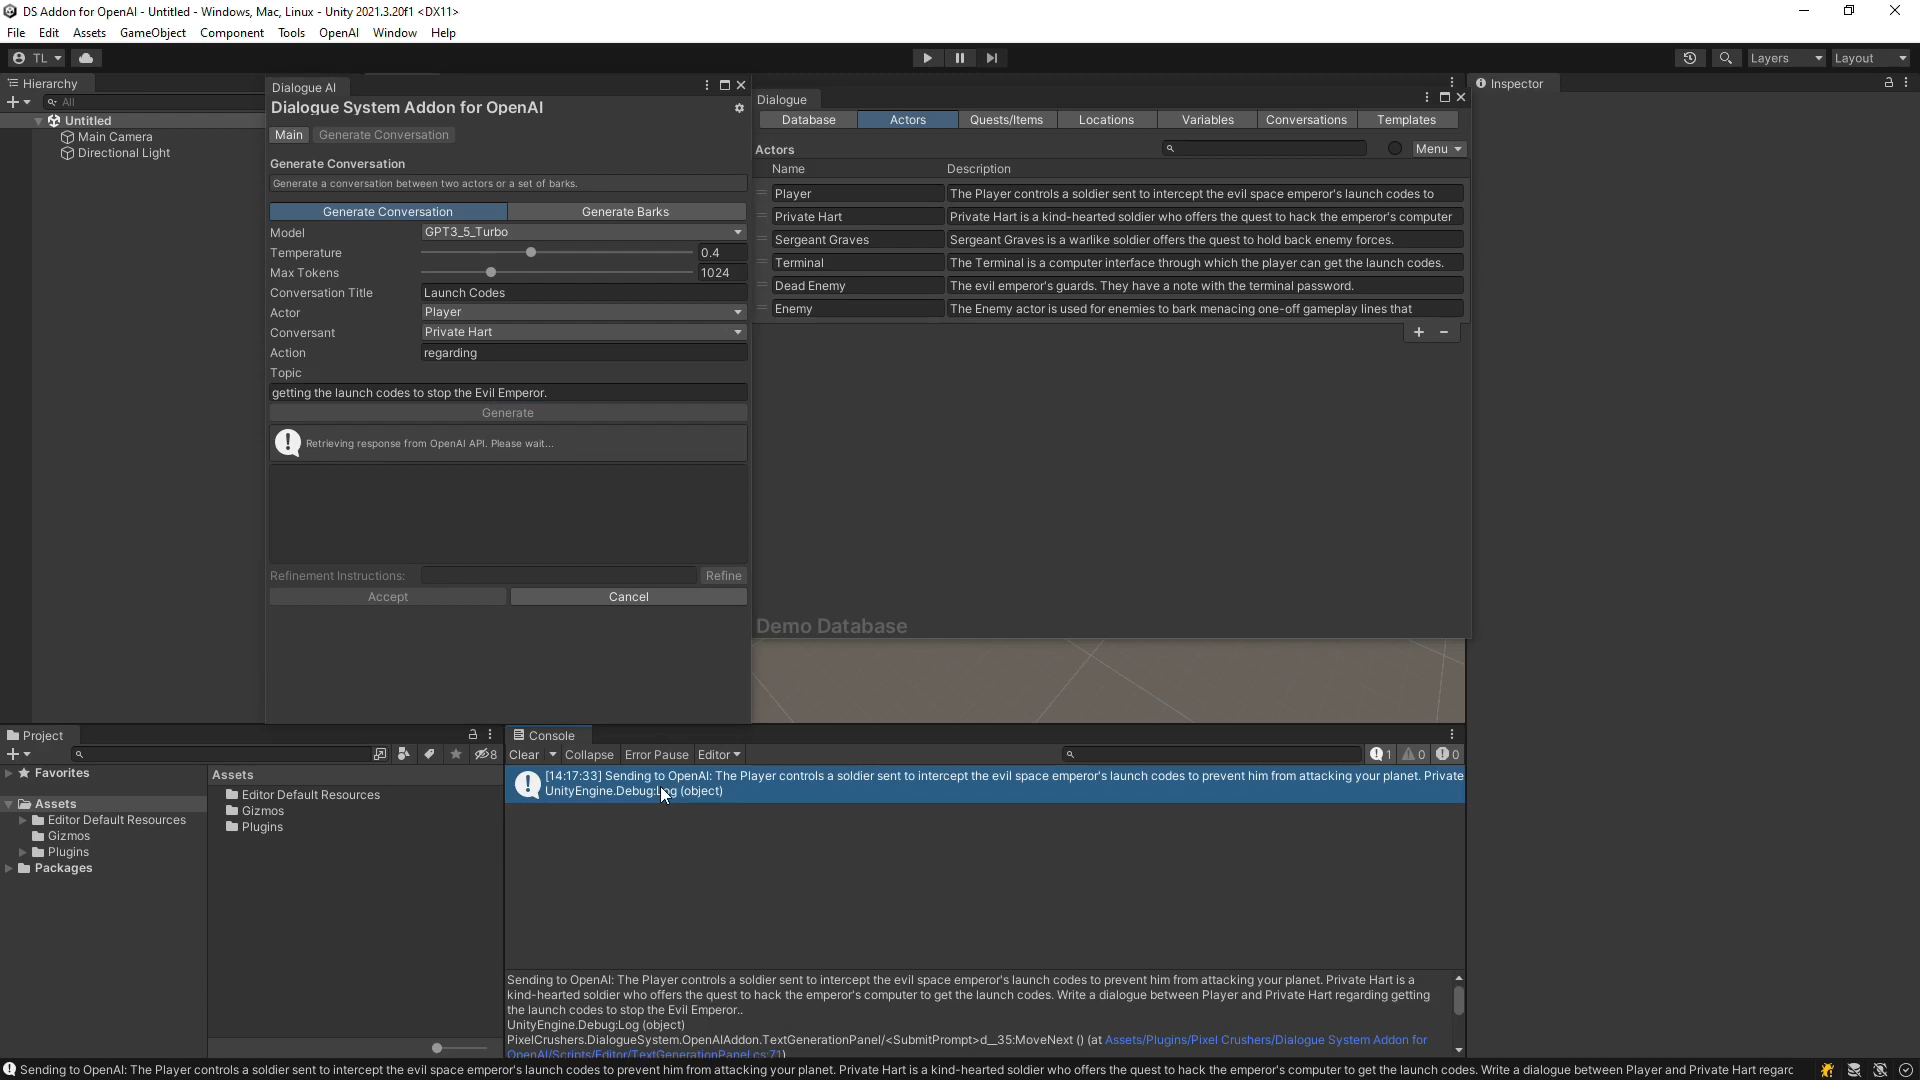 DS Addon for OpenAI - Untitled - Windows, Mac, Linux - Unity 2021.3.20f1 <DX11>
File Edit Assets GameObject Component Tools OpenAI Window Help
TL
Layers
Layout
Hierarchy
All
Untitled
Main Camera
Directional Light
Dialogue AI
Dialogue System Addon for OpenAI
Main
Generate Conversation
Generate Conversation
Generate a conversation between two actors or a set of barks.
Generate Conversation
Generate Barks
Model
GPT3_5_Turbo
Temperature
0.4
Max Tokens
1024
Conversation Title
Launch Codes
Actor
Player
Conversant
Private Hart
Action
regarding
Topic
getting the launch codes to stop the Evil Emperor.
Generate
Retrieving response from OpenAI API. Please wait...
Refinement Instructions:
Refine
Accept
Cancel
Dialogue
Database
Actors
Quests/Items
Locations
Variables
Conversations
Templates
Actors
Menu
Name
Description
Player
The Player controls a soldier sent to intercept the evil space emperor's launch codes to
Private Hart
Private Hart is a kind-hearted soldier who offers the quest to hack the emperor's computer
Sergeant Graves
Sergeant Graves is a warlike soldier offers the quest to hold back enemy forces.
Terminal
The Terminal is a computer interface through which the player can get the launch codes.
Dead Enemy
The evil emperor's guards. They have a note with the terminal password.
Enemy
The Enemy actor is used for enemies to bark menacing one-off gameplay lines that
+ −
Demo Database
Inspector
Project
8
Favorites
Assets
Editor Default Resources
Gizmos
Plugins
Packages
Assets
Editor Default Resources
Gizmos
Plugins
Console
Clear
Collapse
Error Pause
Editor
1
0
0
[14:17:33] Sending to OpenAI: The Player controls a soldier sent to intercept the evil space emperor's launch codes to prevent him from attacking your planet. Private
UnityEngine.Debug:Log (object)
Sending to OpenAI: The Player controls a soldier sent to intercept the evil space emperor's launch codes to prevent him from attacking your planet. Private Hart is a
kind-hearted soldier who offers the quest to hack the emperor's computer to get the launch codes. Write a dialogue between Player and Private Hart regarding getting
the launch codes to stop the Evil Emperor..
UnityEngine.Debug:Log (object)
PixelCrushers.DialogueSystem.OpenAIAddon.TextGenerationPanel/<SubmitPrompt>d__35:MoveNext () (at Assets/Plugins/Pixel Crushers/Dialogue System Addon for
OpenAI/Scripts/Editor/TextGenerationPanel.cs:71)
Sending to OpenAI: The Player controls a soldier sent to intercept the evil space emperor's launch codes to prevent him from attacking your planet. Private Hart is a kind-hearted soldier who offers the quest to hack the emperor's computer to get the launch codes. Write a dialogue between Player and Private Hart regarc